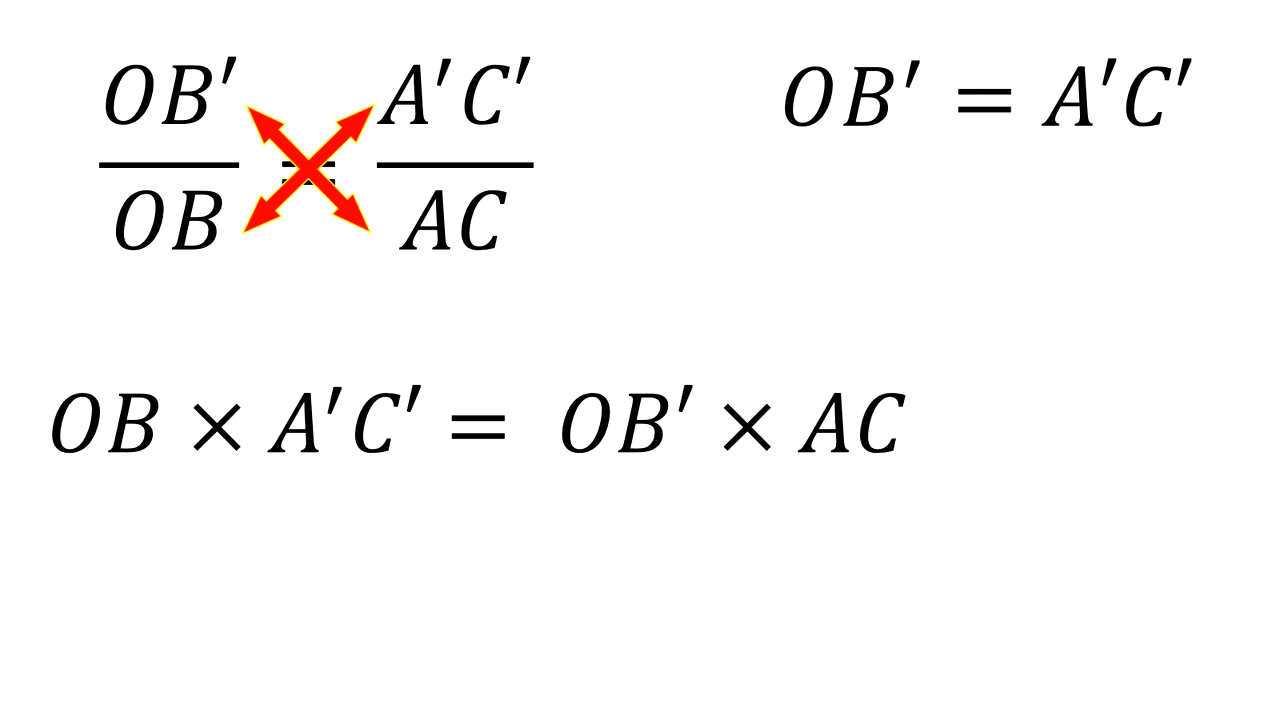 OB′/OB = A′C′/AC
OB′ = A′C′
OB × A′C′ = OB′ × AC